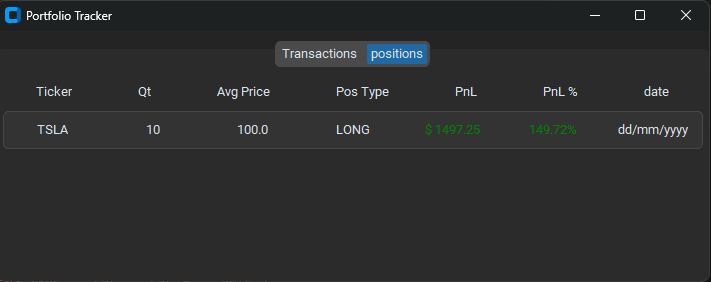 Portfolio Tracker
Transactions positions
Ticker Qt Avg Price Pos Type PnL PnL % date
TSLA 10 100.0 LONG $ 1497.25 149.72% dd/mm/yyyy